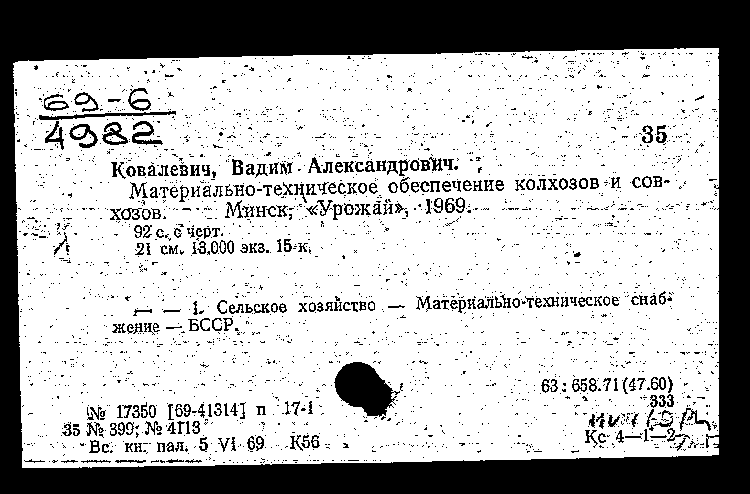 69-6
4982
35
Ковалевич, Вадим Александрович.
Материально-техническое обеспечение колхозов и сов-
хозов. Минск, «Урожай», 1969.
92 с. с черт.
21 см. 13.000 экз. 15 к.
— — 1. Сельское хозяйство — Материально-техническое снаб-
жение — БССР.
63 : 658.71 (47.60)
№ 17350 [69-41314] п 17-1
333
35 № 399; № 4113
Вс. кн. пал. 5 VI 69 К56
Кс 4—1—2